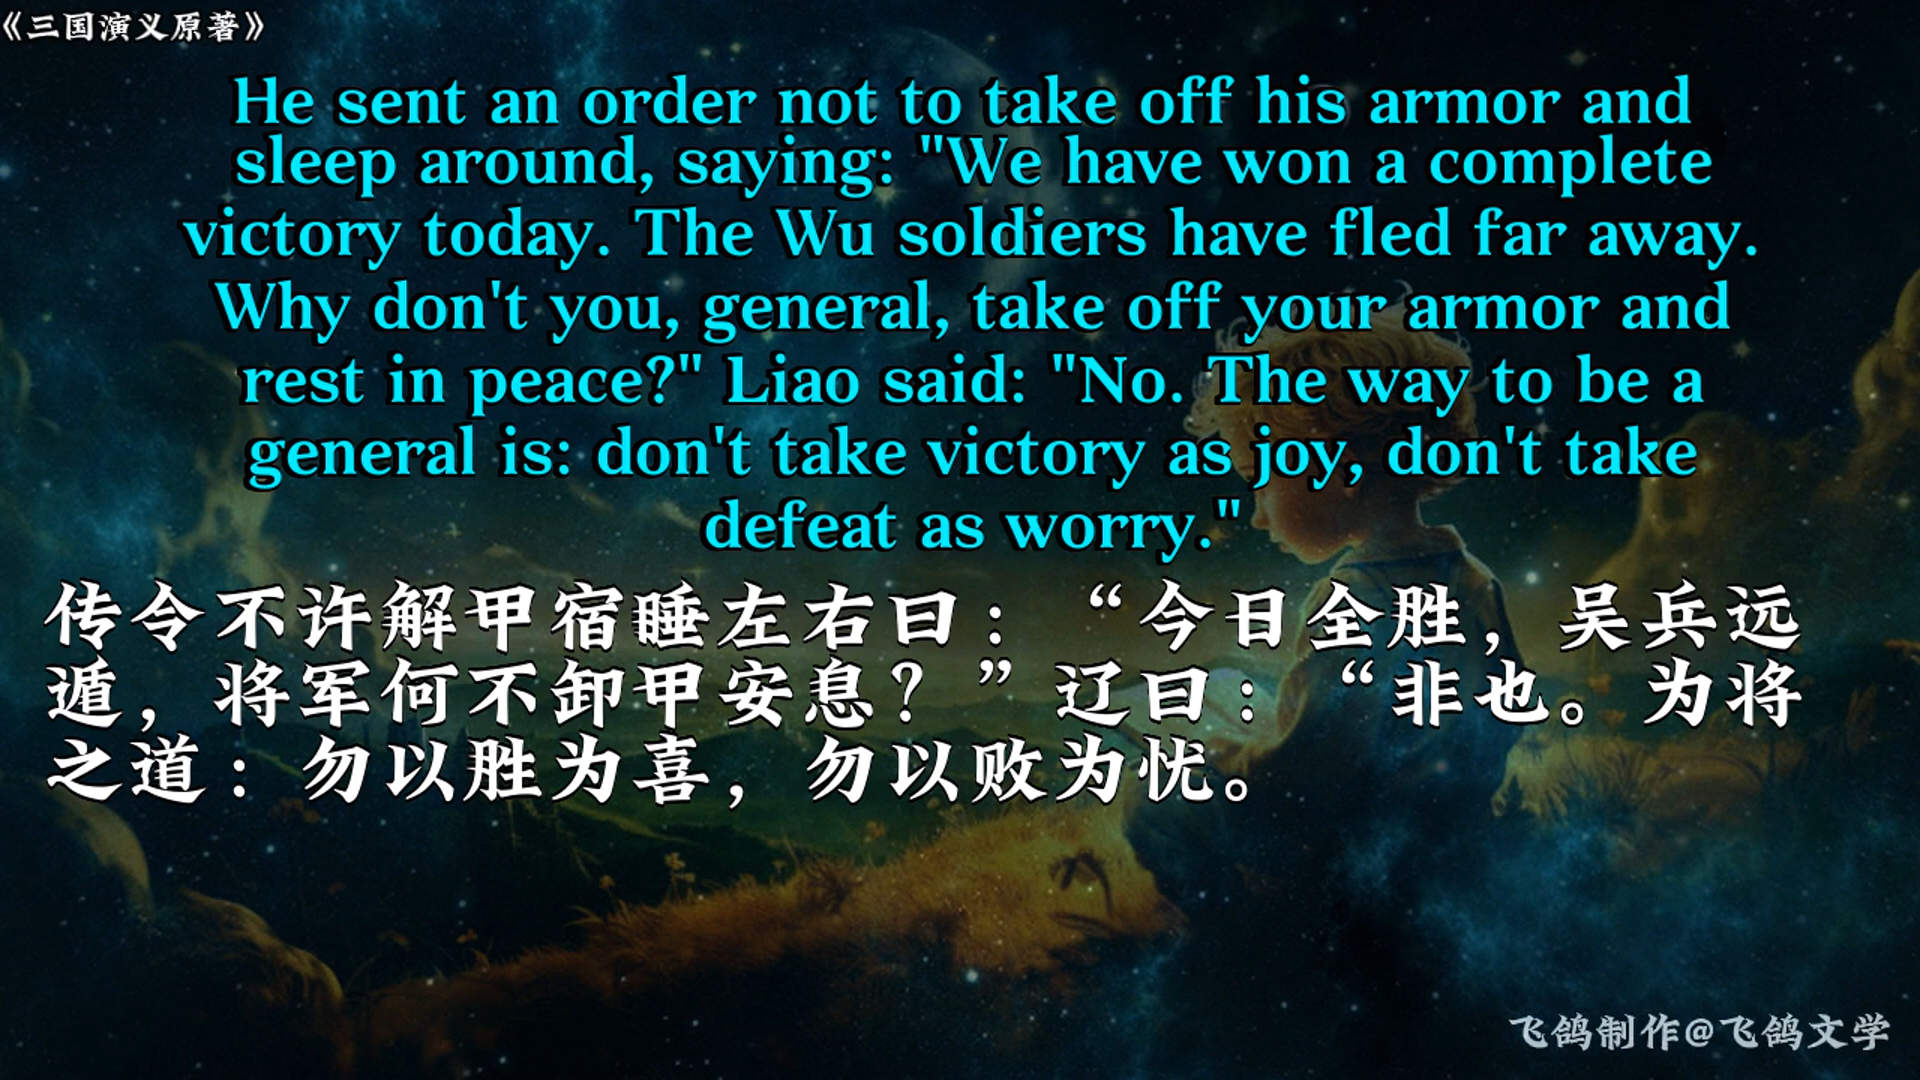 《三国演义原著》
He sent an order not to take off his armor and
sleep around, saying: "We have won a complete
victory today. The Wu soldiers have fled far away.
Why don't you, general, take off your armor and
rest in peace?" Liao said: "No. The way to be a
general is: don't take victory as joy, don't take
defeat as worry."
传令不许解甲宿睡左右曰：“今日全胜，吴兵远
遁，将军何不卸甲安息？”辽曰：“非也。为将
之道：勿以胜为喜，勿以败为忧。
飞鸽制作@飞鸽文学